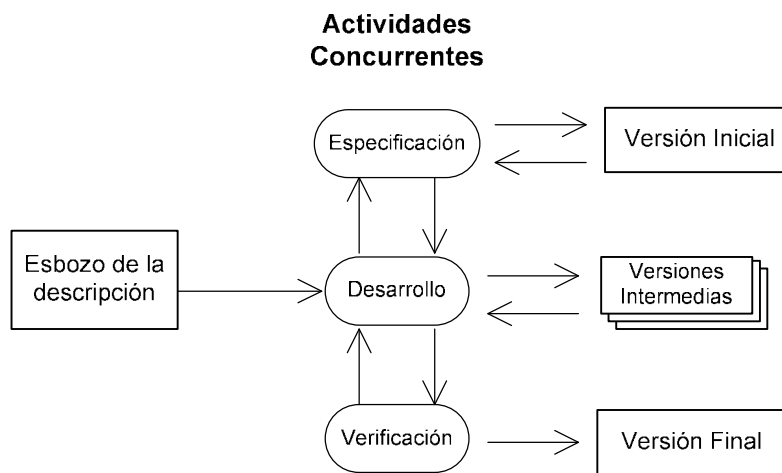 Actividades
Concurrentes
Especificación
Versión Inicial
Esbozo de la
descripción
Desarrollo
Versiones
Intermedias
Verificación
Versión Final